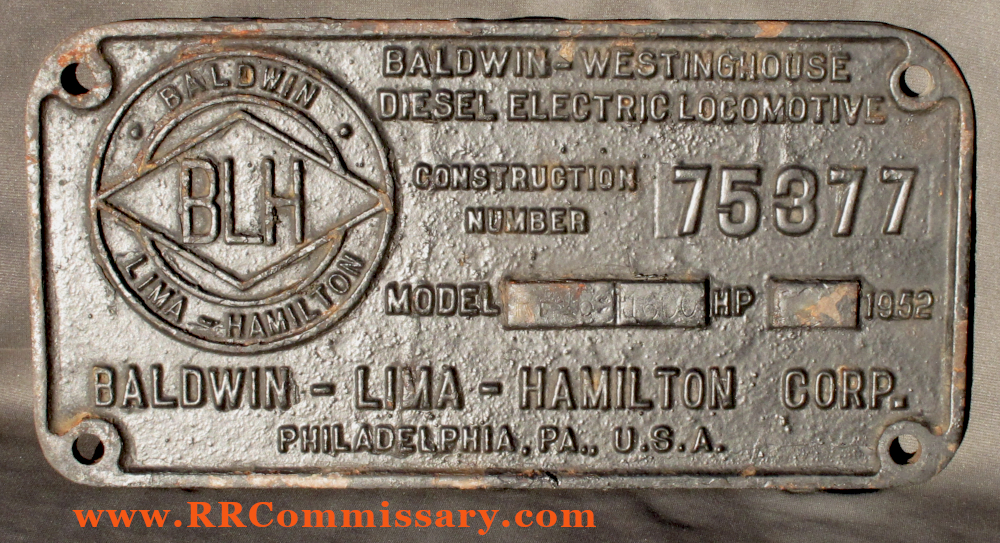 BALDWIN
BLH
LIMA - HAMILTON
BALDWIN - WESTINGHOUSE
DIESEL ELECTRIC LOCOMOTIVE
CONSTRUCTION
NUMBER 75377
MODEL 1600 HP 1952
BALDWIN - LIMA - HAMILTON CORP.
PHILADELPHIA, PA., U.S.A.
www.RRCommissary.com